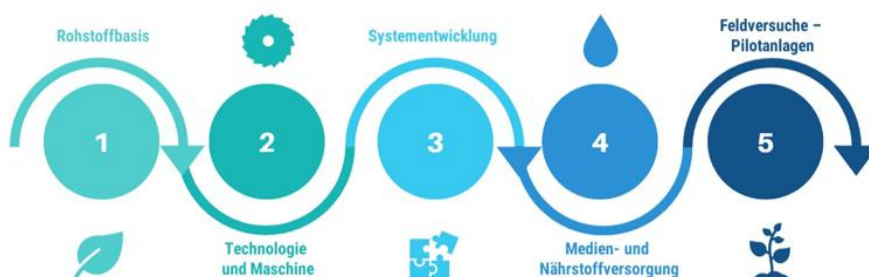 Rohstoffbasis
1
2
Technologie
und Maschine
Systementwicklung
3
4
Medien- und
Nährstoffversorgung
Feldversuche –
Pilotanlagen
5